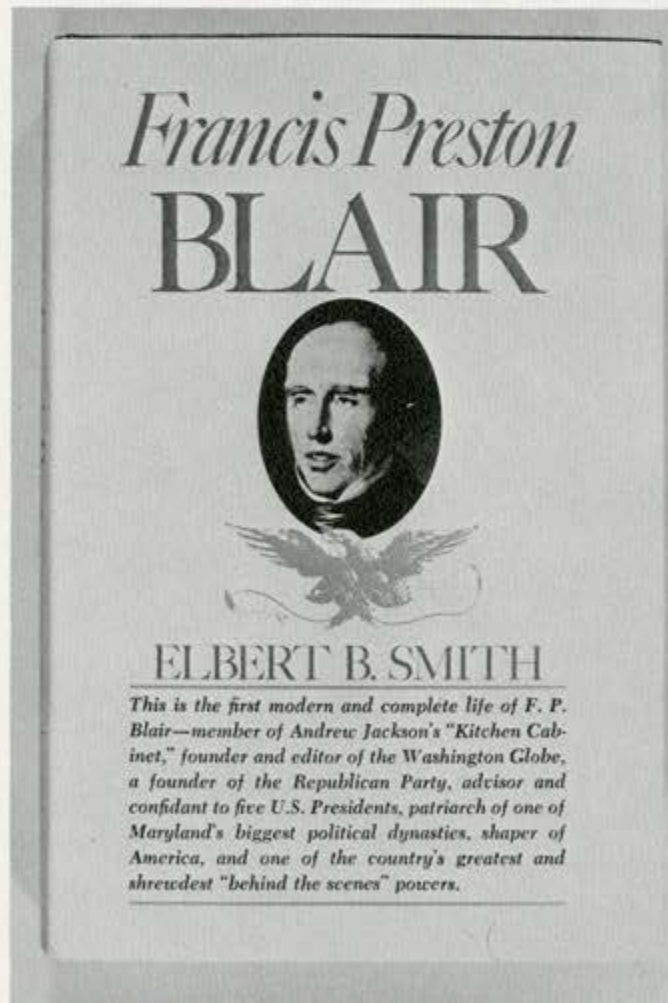 Francis Preston
BLAIR
ELBERT B. SMITH
This is the first modern and complete life of F. P.
Blair—member of Andrew Jackson's "Kitchen Cab-
inet," founder and editor of the Washington Globe,
a founder of the Republican Party, advisor and
confidant to five U.S. Presidents, patriarch of one of
Maryland's biggest political dynasties, shaper of
America, and one of the country's greatest and
shrewdest "behind the scenes" powers.